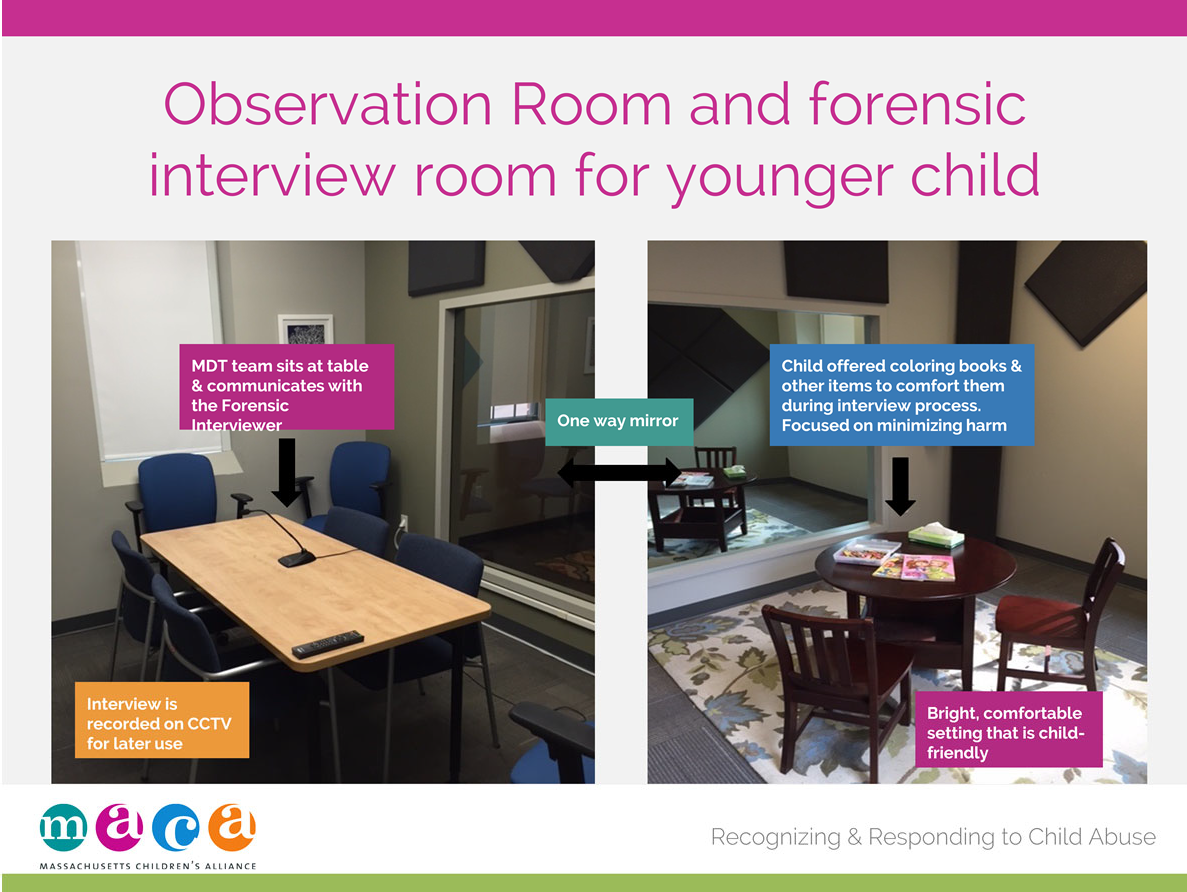 Observation Room and forensic
interview room for younger child
MDT team sits at table
& communicates with
the Forensic
Interviewer
One way mirror
Child offered coloring books &
other items to comfort them
during interview process.
Focused on minimizing harm
Interview is
recorded on CCTV
for later use
Bright, comfortable
setting that is child-
friendly
maca
MASSACHUSETTS CHILDREN'S ALLIANCE
Recognizing & Responding to Child Abuse